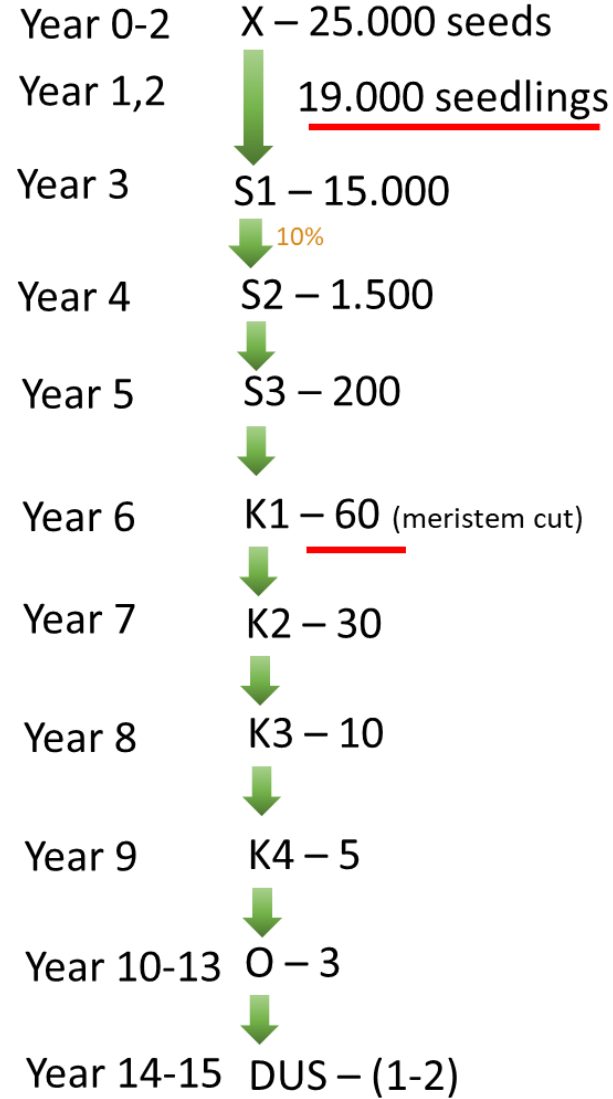 Year 0-2 X – 25.000 seeds
Year 1,2 19.000 seedlings
Year 3 S1 – 15.000
10%
Year 4 S2 – 1.500
Year 5 S3 – 200
Year 6 K1 – 60 (meristem cut)
Year 7 K2 – 30
Year 8 K3 – 10
Year 9 K4 – 5
Year 10-13 O – 3
Year 14-15 DUS – (1-2)